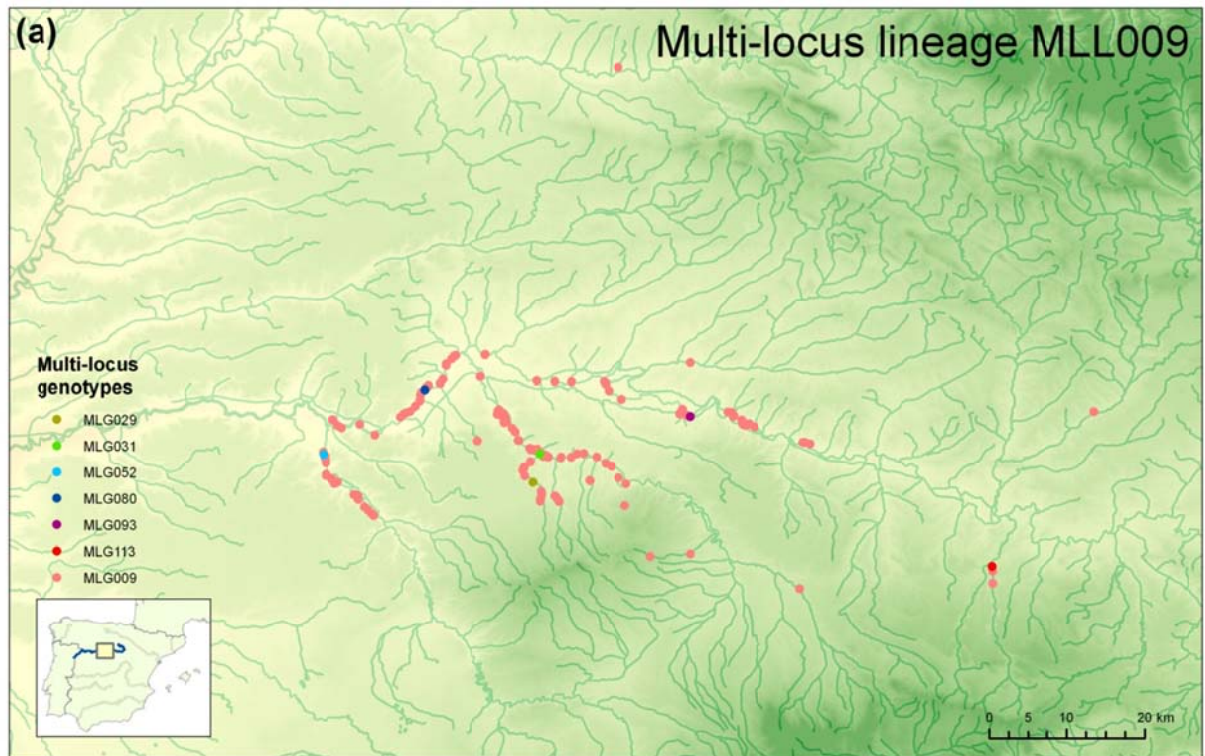 (a)
Multi-locus lineage MLL009
Multi-locus
genotypes
MLG029
MLG031
MLG052
MLG080
MLG093
MLG113
MLG009
0 5 10 20 km